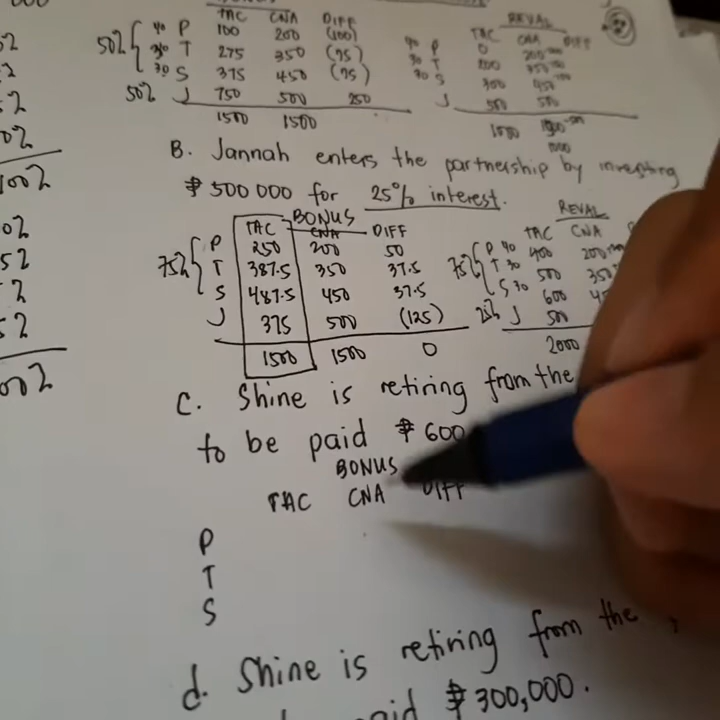 TAC CNA DIFF
50% { 40 P 100 200 (100)
30 T 275 350 (75)
30 S 375 450 (75)
50% J 750 500 250
1500 1500
REVAL
TAC CNA DIFF
40 P 0 200
30 T 200 350
30 S 300 450
J 500 500
1000
B. Jannah enters the partnership by investing
₱500 000 for 25% interest.
BONUS
TAC CNA DIFF
75% { P 250 200 50
T 387.5 350 37.5
S 487.5 450 37.5
J 375 500 (125)
1500 1500 0
REVAL
TAC CNA
75% { P 40 400 200
T 30 500 350
S 30 600
25% J 500
2000
C. Shine is retiring from the
to be paid ₱600
BONUS
TAC CNA DIFF
P
T
S
d. Shine is retiring from the
paid ₱300,000.